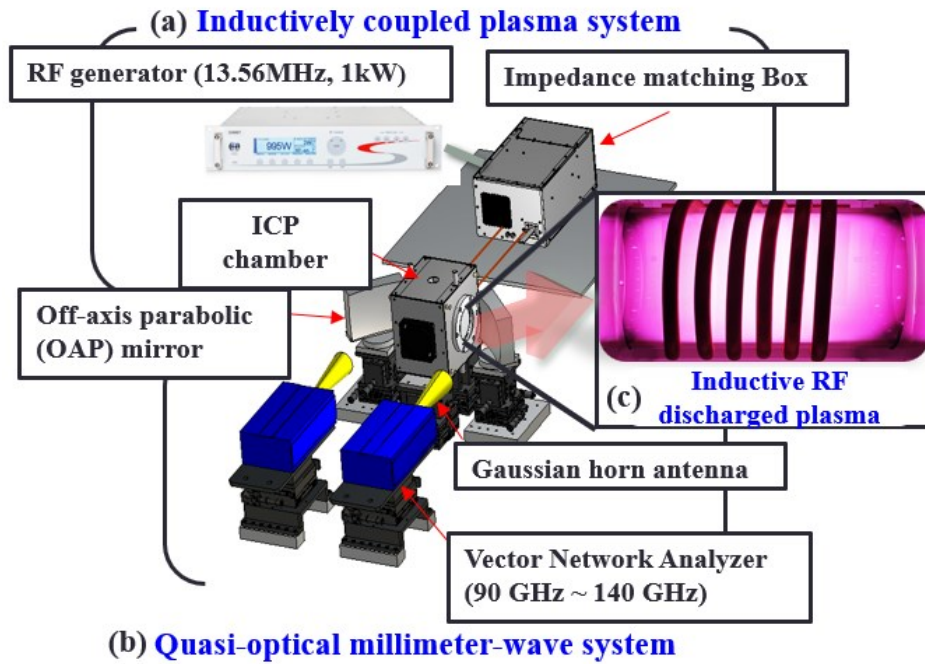 (a) Inductively coupled plasma system
RF generator (13.56MHz, 1kW)
Impedance matching Box
995W
ICP
chamber
Off-axis parabolic
(OAP) mirror
(c) Inductive RF
discharged plasma
Gaussian horn antenna
Vector Network Analyzer
(90 GHz ~ 140 GHz)
(b) Quasi-optical millimeter-wave system